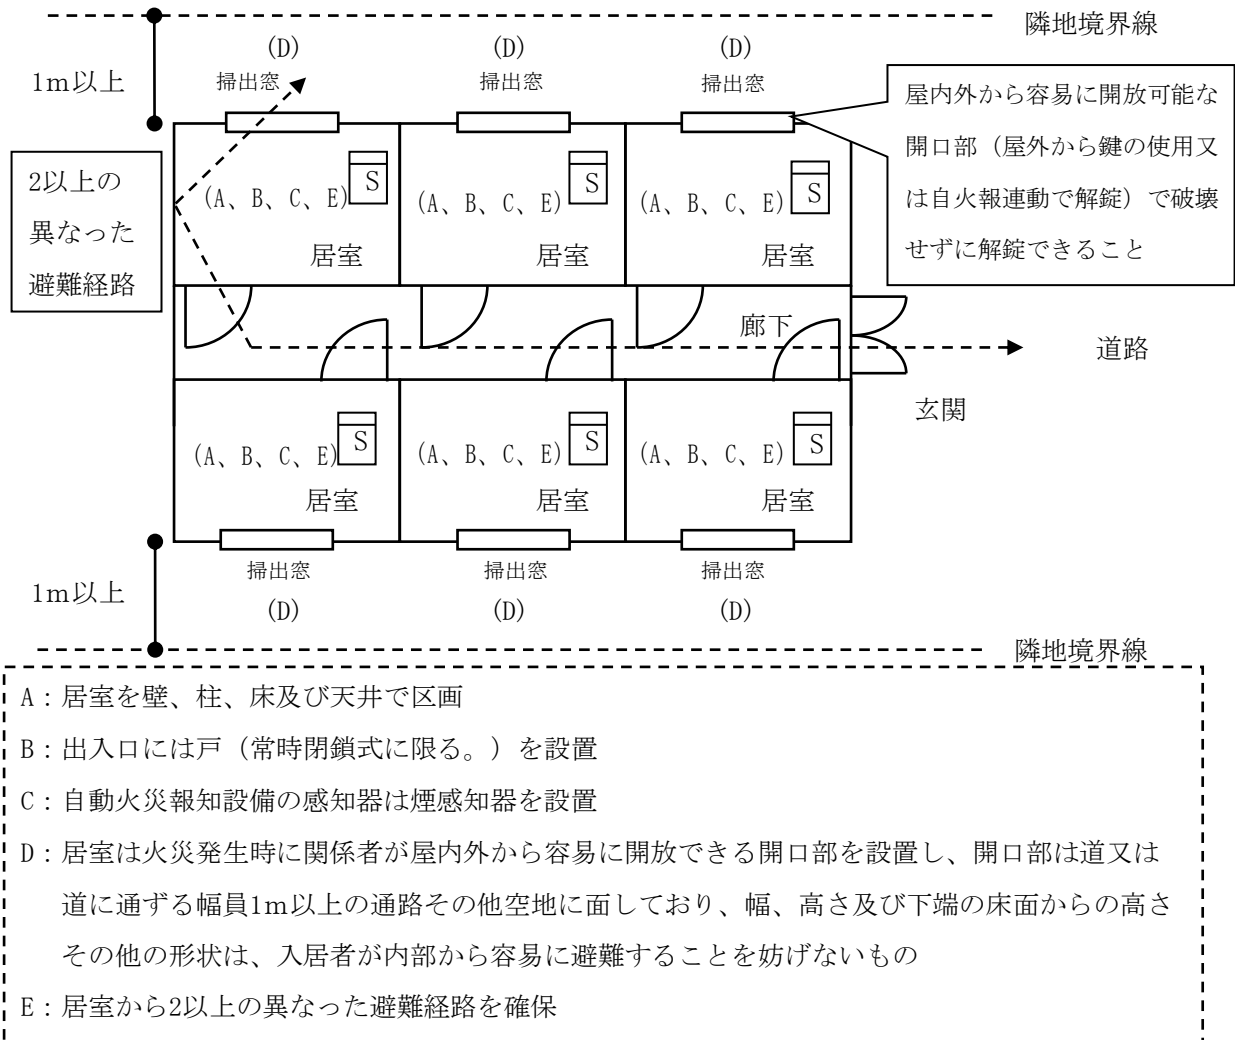 隣地境界線
(D)
(D)
(D)
1m以上
掃出窓
掃出窓
掃出窓
屋内外から容易に開放可能な
開口部（屋外から鍵の使用又
は自火報連動で解錠）で破壊
せずに解錠できること
2以上の
異なった
避難経路
(A、B、C、E)
S
(A、B、C、E)
S
(A、B、C、E)
S
居室
居室
居室
廊下
道路
玄関
(A、B、C、E)
S
(A、B、C、E)
S
(A、B、C、E)
S
居室
居室
居室
掃出窓
掃出窓
掃出窓
1m以上
(D)
(D)
(D)
隣地境界線
A：居室を壁、柱、床及び天井で区画
B：出入口には戸（常時閉鎖式に限る。）を設置
C：自動火災報知設備の感知器は煙感知器を設置
D：居室は火災発生時に関係者が屋内外から容易に開放できる開口部を設置し、開口部は道又は
道に通ずる幅員1m以上の通路その他空地に面しており、幅、高さ及び下端の床面からの高さ
その他の形状は、入居者が内部から容易に避難することを妨げないもの
E：居室から2以上の異なった避難経路を確保